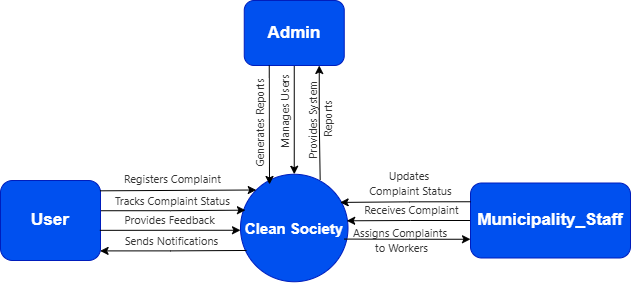 Admin
Generates Reports
Manages Users
Provides System
Reports
Registers Complaint
Tracks Complaint Status
Provides Feedback
Sends Notifications
User
Clean Society
Updates
Complaint Status
Receives Complaint
Assigns Complaints
to Workers
Municipality_Staff